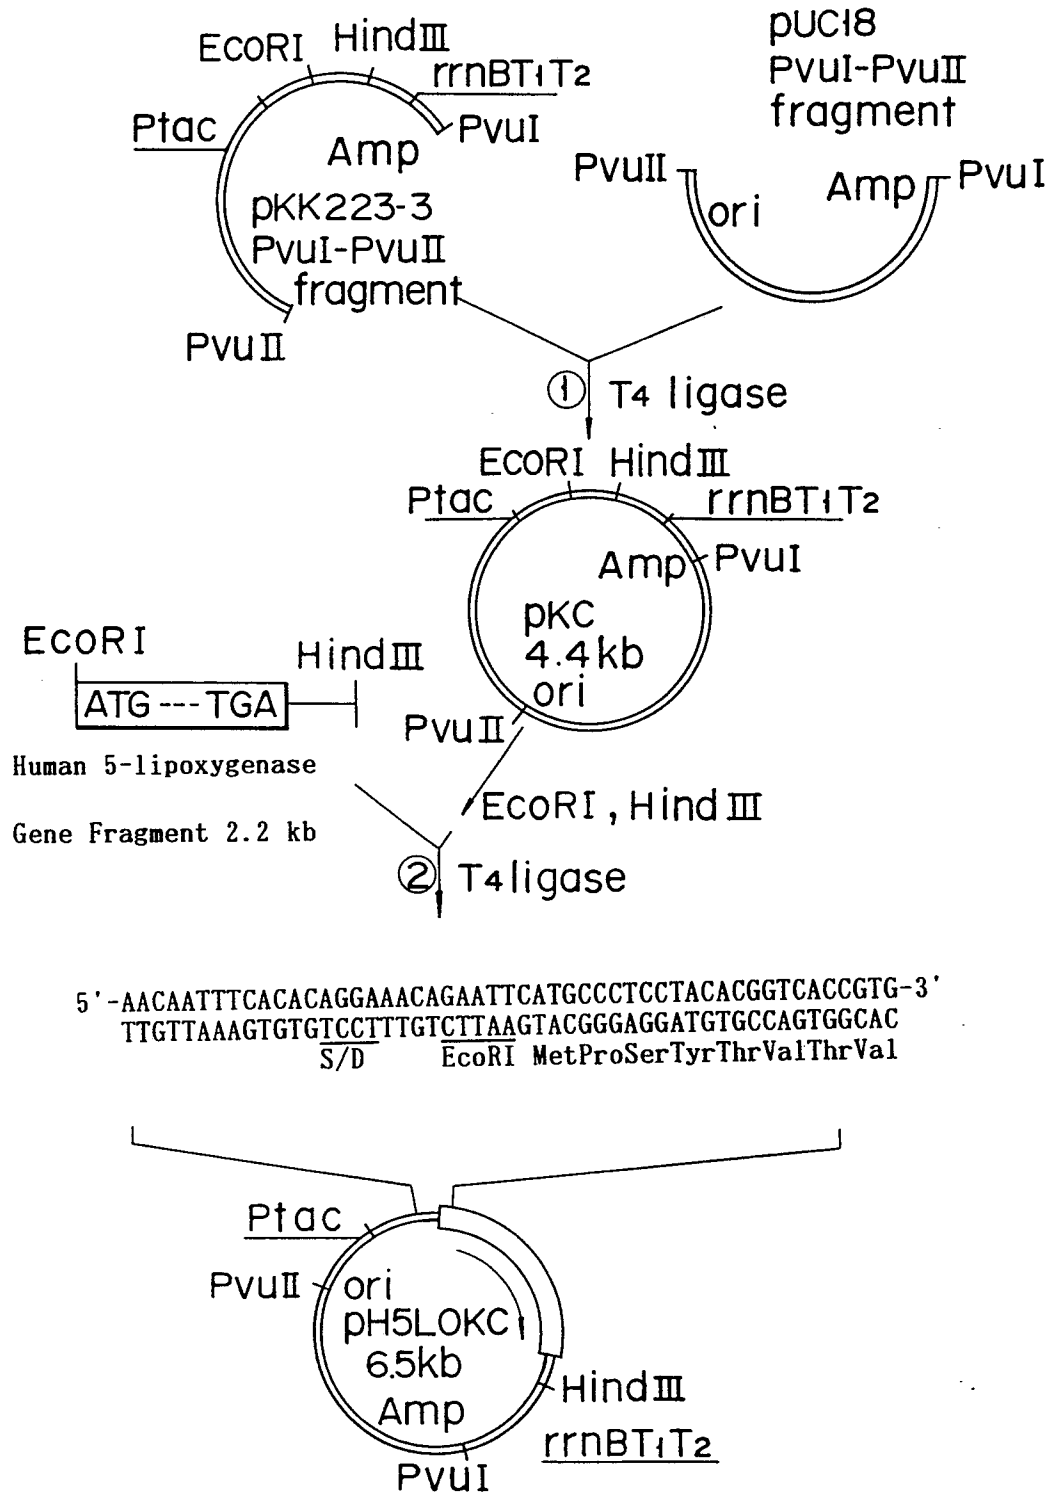 EcoRI
HindⅢ
rrnBT1T2
Ptac
PvuI
Amp
pKK223-3
PvuI-PvuⅡ
fragment
PvuⅡ
pUC18
PvuI-PvuⅡ
fragment
PvuⅡ
PvuI
ori
Amp
① T4 ligase
EcoRI HindⅢ
Ptac
rrnBT1T2
Amp
PvuI
pKC
4.4kb
ori
PvuⅡ
EcoRI
HindⅢ
ATG --- TGA
Human 5-lipoxygenase
Gene Fragment 2.2 kb
EcoRI, HindⅢ
② T4 ligase
5'-AACAATTTCACACAGGAAACAGAATTCATGCCCTCCTACACGGTCACCGTG-3'
TTGTTAAAGTGTGTCCTTTGTCTTAAGTACGGGAGGATGTGCCAGTGGCAC
S/D EcoRI MetProSerTyrThrValThrVal
Ptac
PvuⅡ
ori
pH5LOKC
6.5kb
Amp
HindⅢ
rrnBT1T2
PvuI